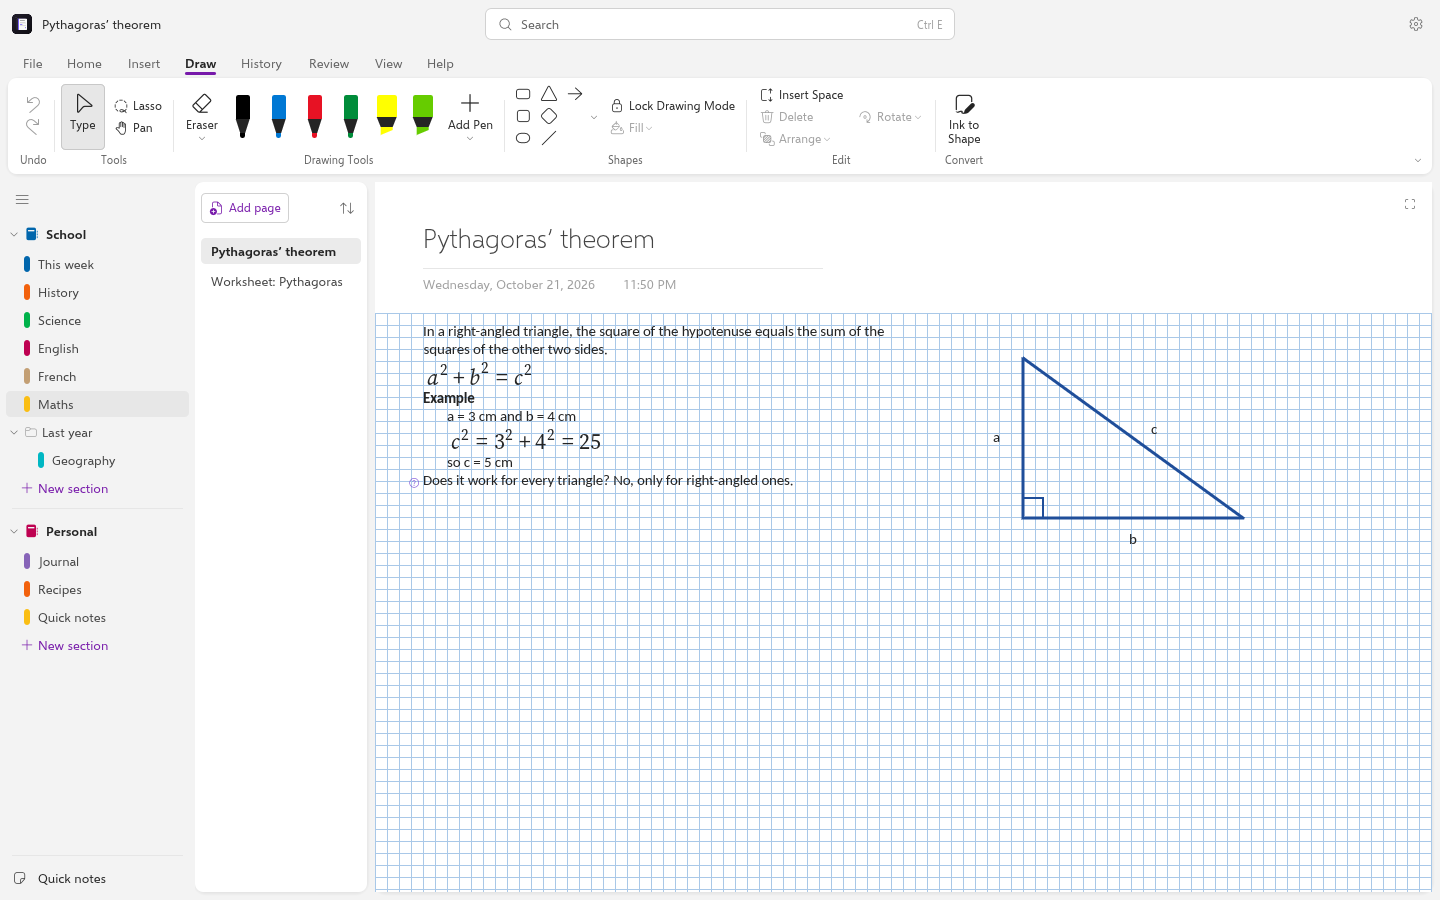 Pythagoras’ theorem
Search
Ctrl E
File
Home
Insert
Draw
History
Review
View
Help
Type
Lasso
Pan
Eraser
Add Pen
Lock Drawing Mode
Fill
Insert Space
Delete
Rotate
Arrange
Ink to
Shape
Undo
Tools
Drawing Tools
Shapes
Edit
Convert
School
This week
History
Science
English
French
Maths
Last year
Geography
New section
Personal
Journal
Recipes
Quick notes
New section
Quick notes
Add page
Pythagoras’ theorem
Worksheet: Pythagoras
Pythagoras’ theorem
Wednesday, October 21, 2026 11:50 PM
In a right-angled triangle, the square of the hypotenuse equals the sum of the
squares of the other two sides.
a² + b² = c²
Example
a = 3 cm and b = 4 cm
c² = 3² + 4² = 25
so c = 5 cm
Does it work for every triangle? No, only for right-angled ones.
a
c
b